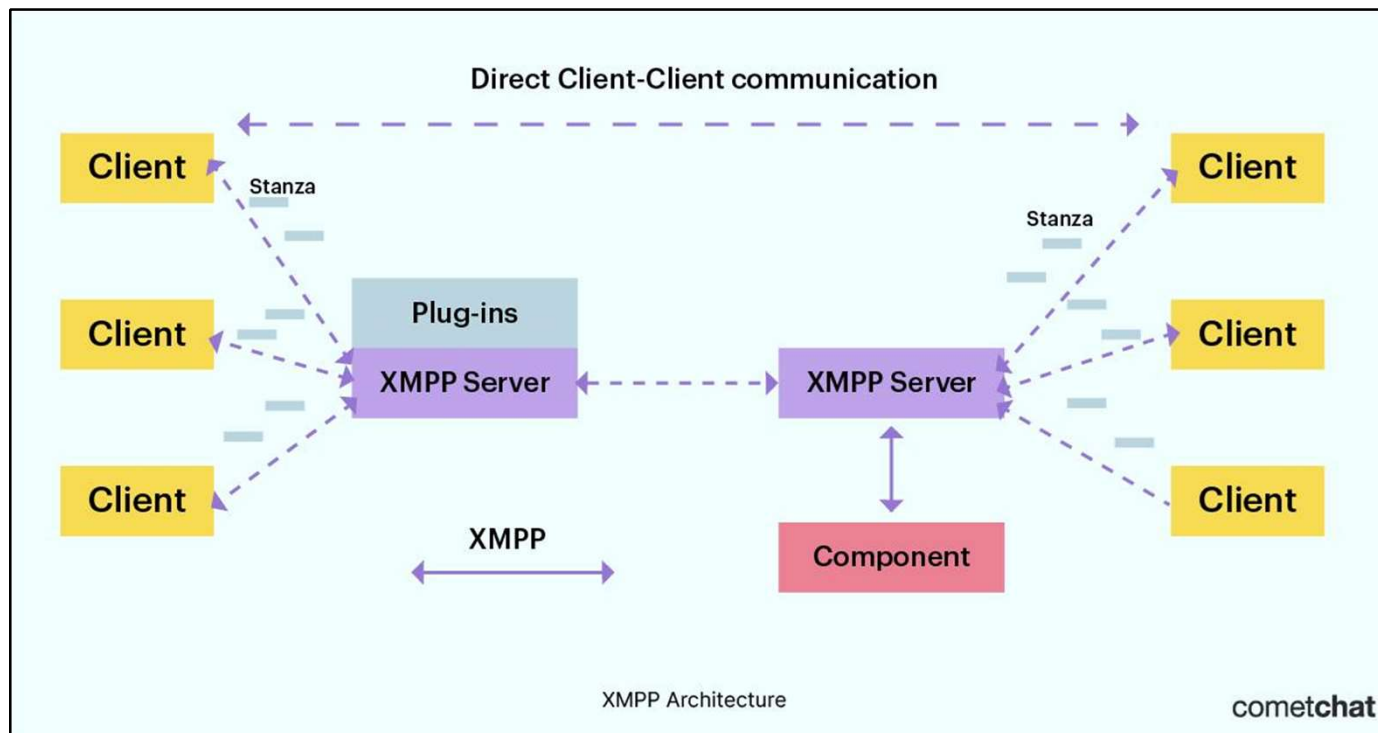 Direct Client-Client communication
Client
Client
Stanza
Stanza
Plug-ins
Client
Client
XMPP Server
XMPP Server
Client
Client
XMPP
Component
XMPP Architecture
cometchat